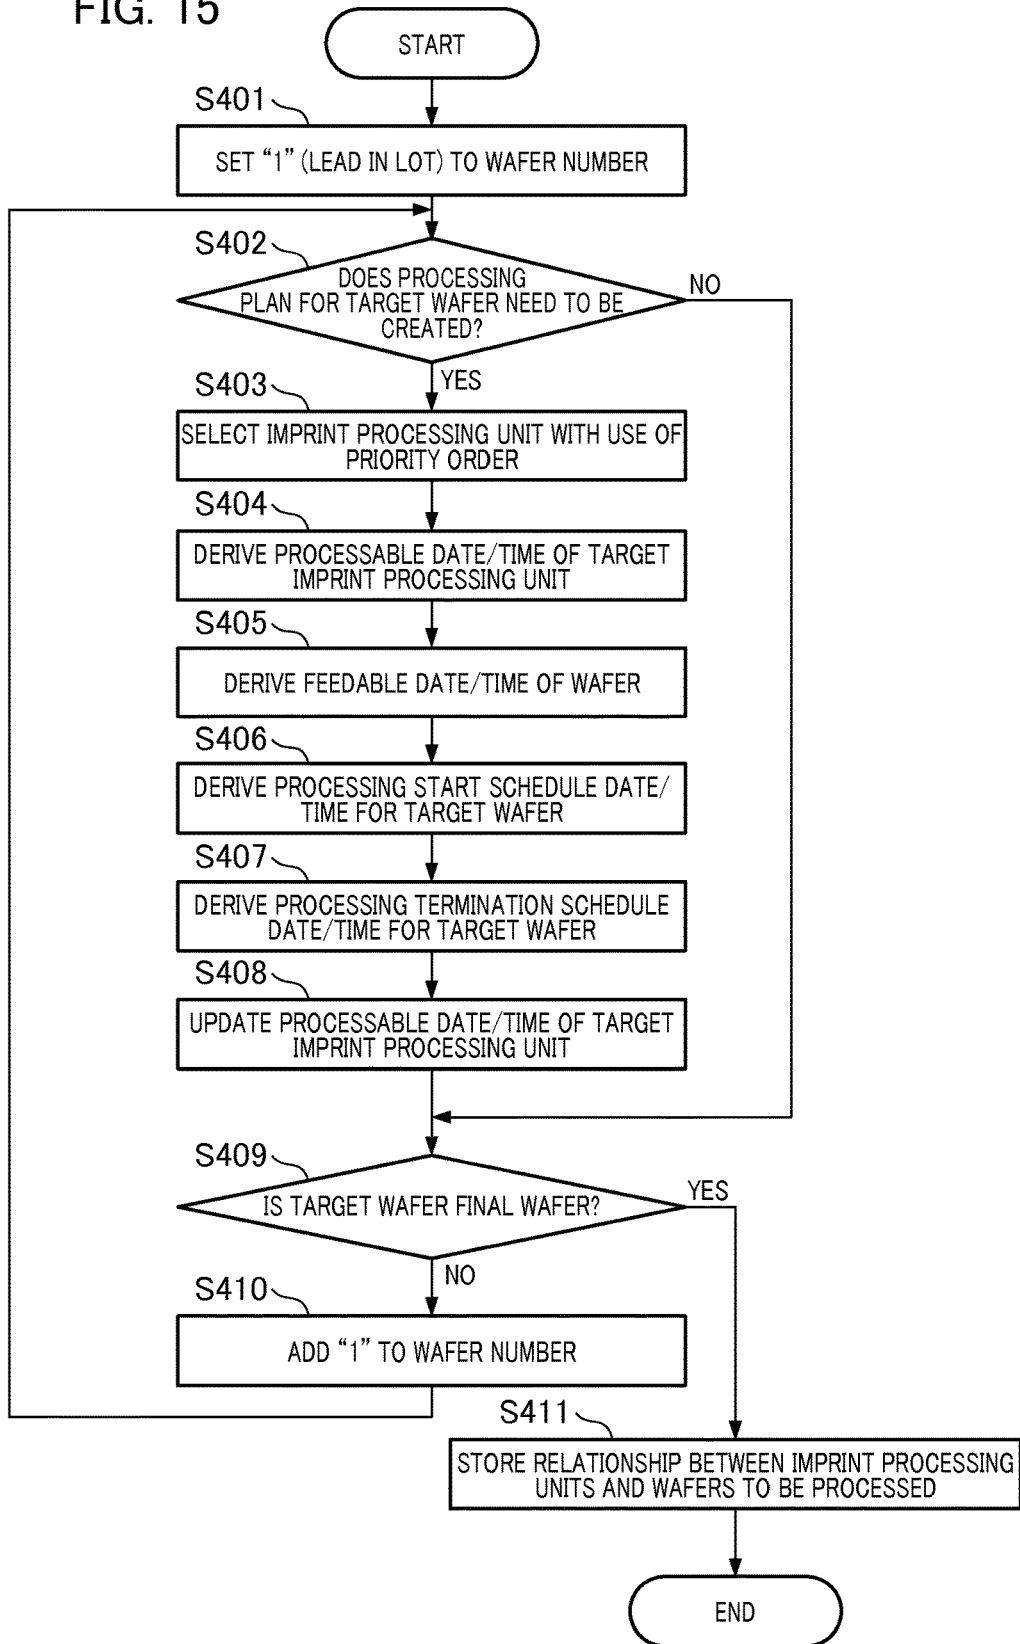 FIG. 15
START
S401
SET “1” (LEAD IN LOT) TO WAFER NUMBER
S402
DOES PROCESSING
PLAN FOR TARGET WAFER NEED TO BE
CREATED?
NO
YES
S403
SELECT IMPRINT PROCESSING UNIT WITH USE OF
PRIORITY ORDER
S404
DERIVE PROCESSABLE DATE/TIME OF TARGET
IMPRINT PROCESSING UNIT
S405
DERIVE FEEDABLE DATE/TIME OF WAFER
S406
DERIVE PROCESSING START SCHEDULE DATE/
TIME FOR TARGET WAFER
S407
DERIVE PROCESSING TERMINATION SCHEDULE
DATE/TIME FOR TARGET WAFER
S408
UPDATE PROCESSABLE DATE/TIME OF TARGET
IMPRINT PROCESSING UNIT
S409
IS TARGET WAFER FINAL WAFER?
YES
NO
S410
ADD “1” TO WAFER NUMBER
S411
STORE RELATIONSHIP BETWEEN IMPRINT PROCESSING
UNITS AND WAFERS TO BE PROCESSED
END